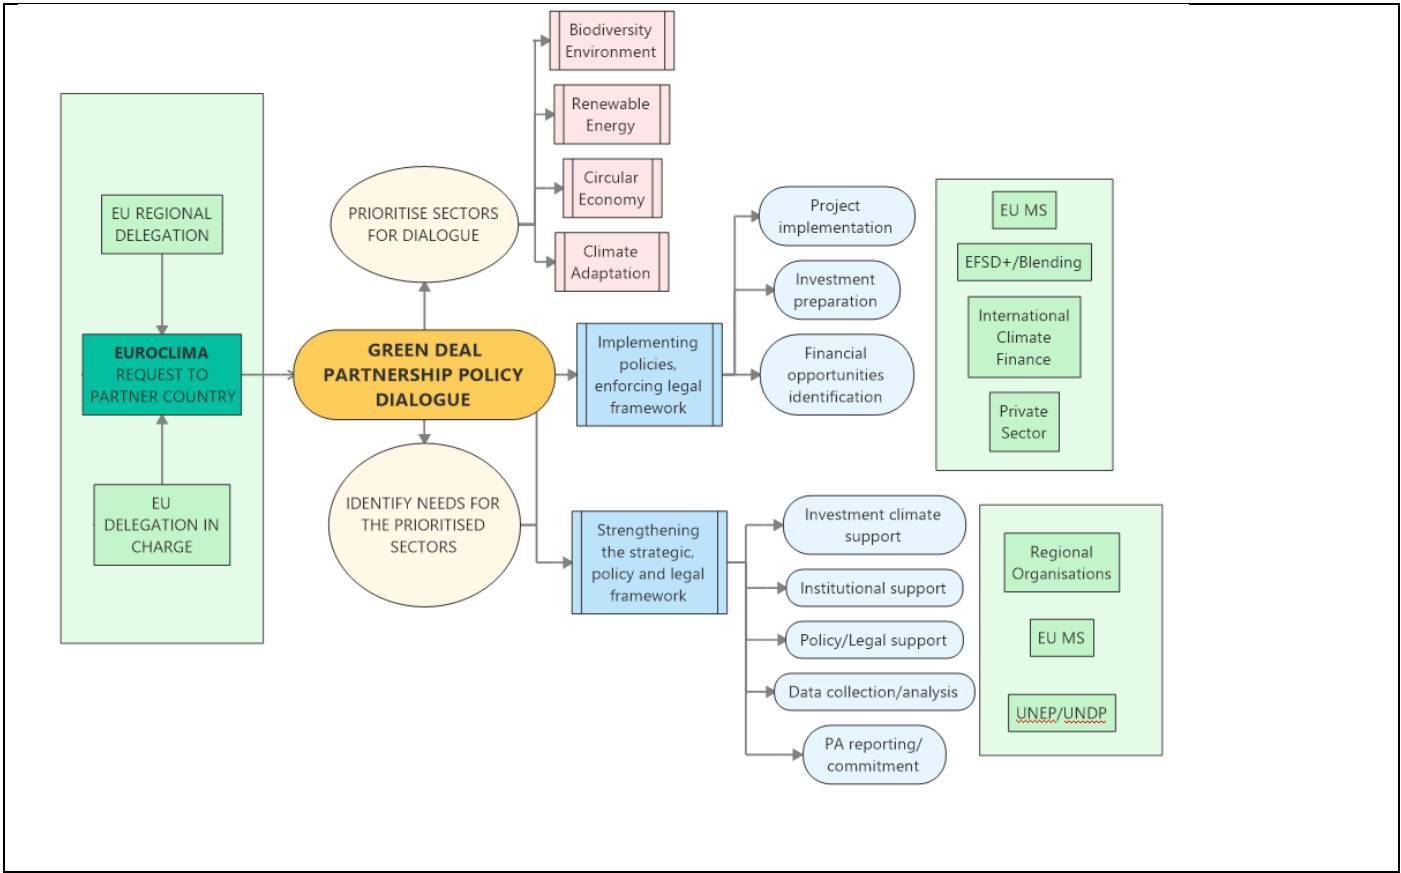 EU REGIONAL
DELEGATION
EUROCLIMA
REQUEST TO
PARTNER COUNTRY
EU
DELEGATION IN
CHARGE
PRIORITISE SECTORS
FOR DIALOGUE
GREEN DEAL
PARTNERSHIP POLICY
DIALOGUE
IDENTIFY NEEDS FOR
THE PRIORITISED
SECTORS
Biodiversity
Environment
Renewable
Energy
Circular
Economy
Climate
Adaptation
Implementing
policies,
enforcing legal
framework
Strengthening
the strategic,
policy and legal
framework
Project
implementation
Investment
preparation
Financial
opportunities
identification
Investment climate
support
Institutional support
Policy/Legal support
Data collection/analysis
PA reporting/
commitment
EU MS
EFSD+/Blending
International
Climate
Finance
Private
Sector
Regional
Organisations
EU MS
UNEP/UNDP